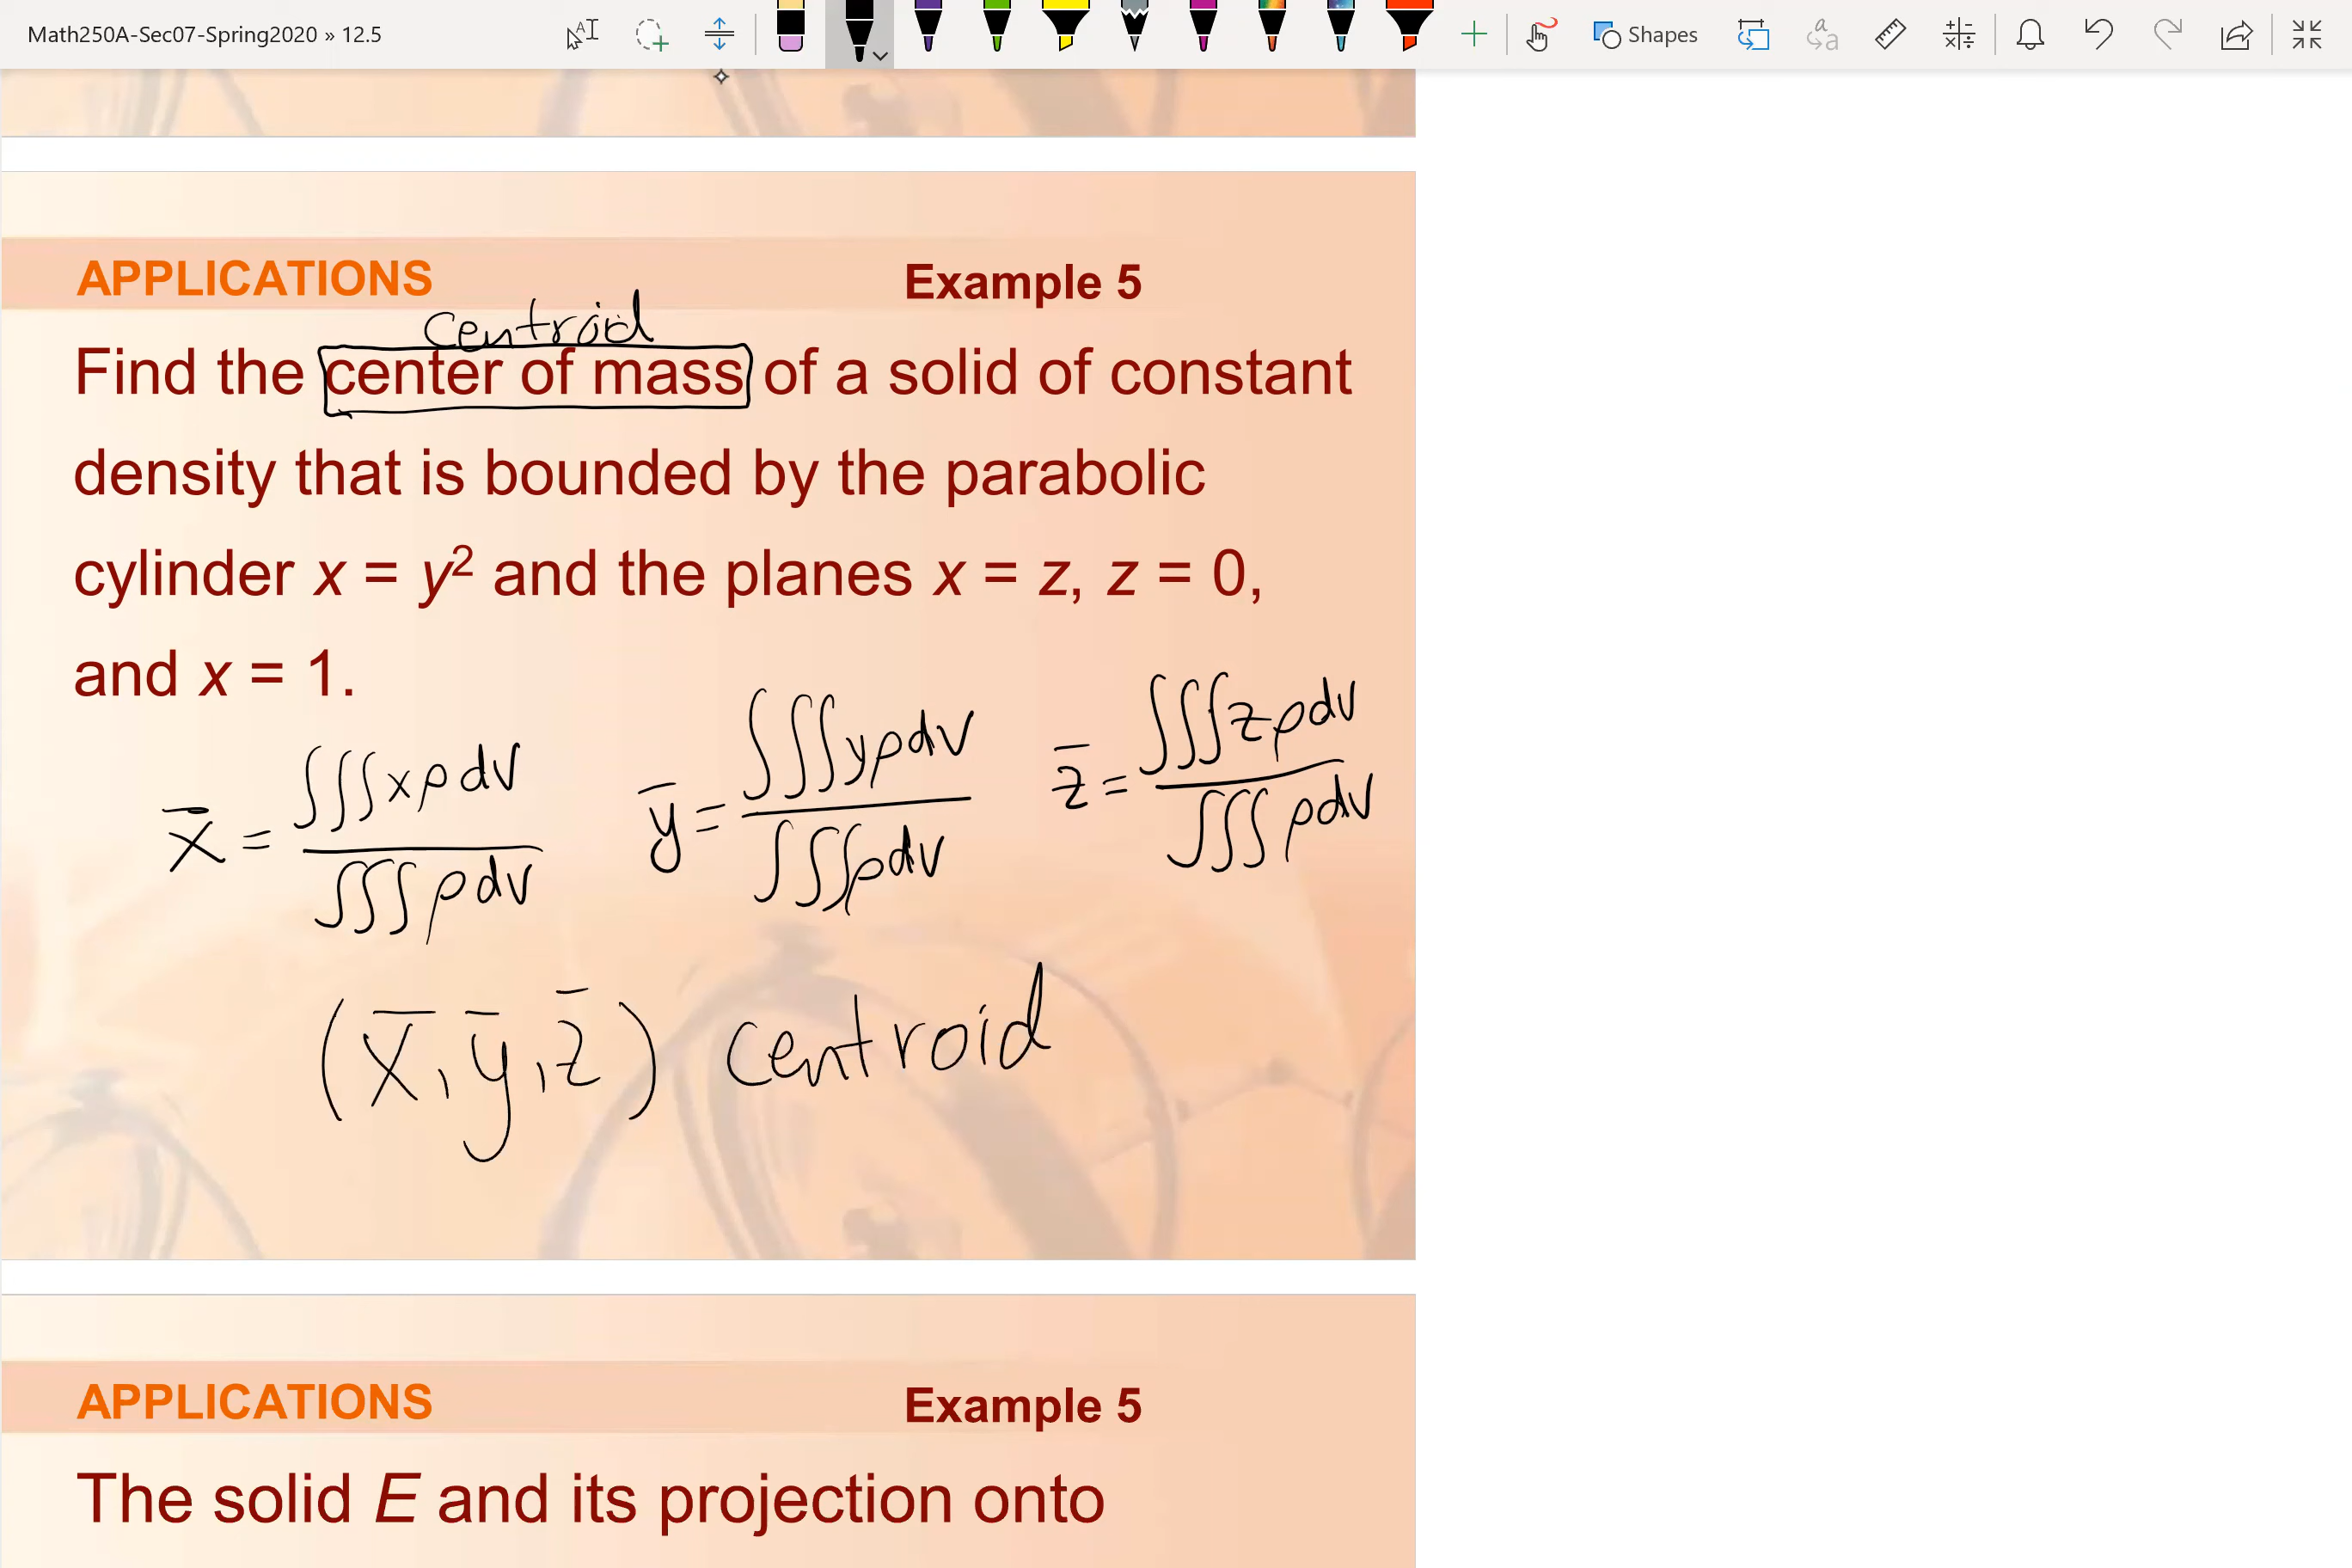 Math250A-Sec07-Spring2020 » 12.5
Shapes
APPLICATIONS Example 5
centroid
Find the center of mass of a solid of constant
density that is bounded by the parabolic
cylinder x = y² and the planes x = z, z = 0,
and x = 1.
x̄ = ∭xρdv / ∭ρdv ȳ = ∭yρdv / ∭ρdv z̄ = ∭zρdv / ∭ρdv
(x̄, ȳ, z̄) centroid
APPLICATIONS Example 5
The solid E and its projection onto